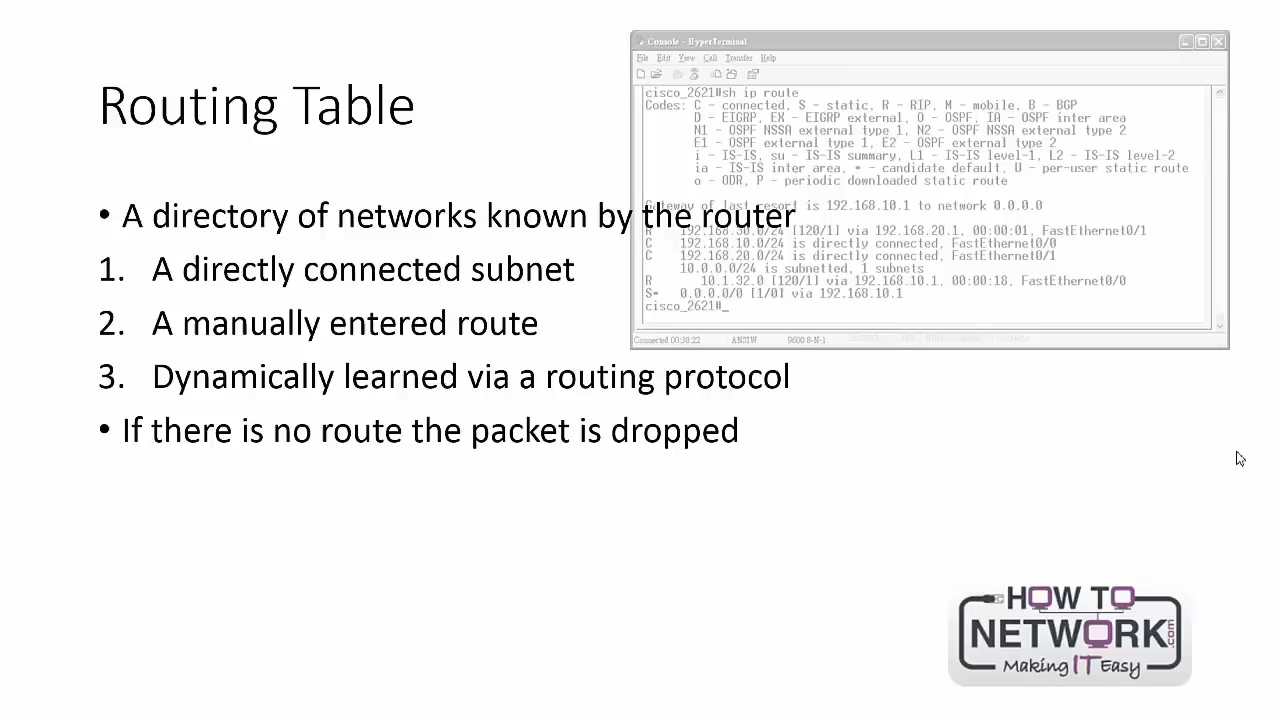 Routing Table
• A directory of networks known by the router
1. A directly connected subnet
2. A manually entered route
3. Dynamically learned via a routing protocol
• If there is no route the packet is dropped
Console - HyperTerminal
File Edit View Call Transfer Help
cisco_2621#sh ip route
Codes: C - connected, S - static, R - RIP, M - mobile, B - BGP
D - EIGRP, EX - EIGRP external, O - OSPF, IA - OSPF inter area
N1 - OSPF NSSA external type 1, N2 - OSPF NSSA external type 2
E1 - OSPF external type 1, E2 - OSPF external type 2
i - IS-IS, su - IS-IS summary, L1 - IS-IS level-1, L2 - IS-IS level-2
ia - IS-IS inter area, * - candidate default, U - per-user static route
o - ODR, P - periodic downloaded static route
Gateway of last resort is 192.168.10.1 to network 0.0.0.0
R 192.168.30.0/24 [120/1] via 192.168.20.1, 00:00:01, FastEthernet0/1
C 192.168.10.0/24 is directly connected, FastEthernet0/0
C 192.168.20.0/24 is directly connected, FastEthernet0/1
10.0.0.0/24 is subnetted, 1 subnets
R 10.1.32.0 [120/1] via 192.168.10.1, 00:00:18, FastEthernet0/0
S* 0.0.0.0/0 [1/0] via 192.168.10.1
cisco_2621#_
Connected 00:30:22 ANSIW 9600 8-N-1
HOW TO
NETWORK.com
Making IT Easy